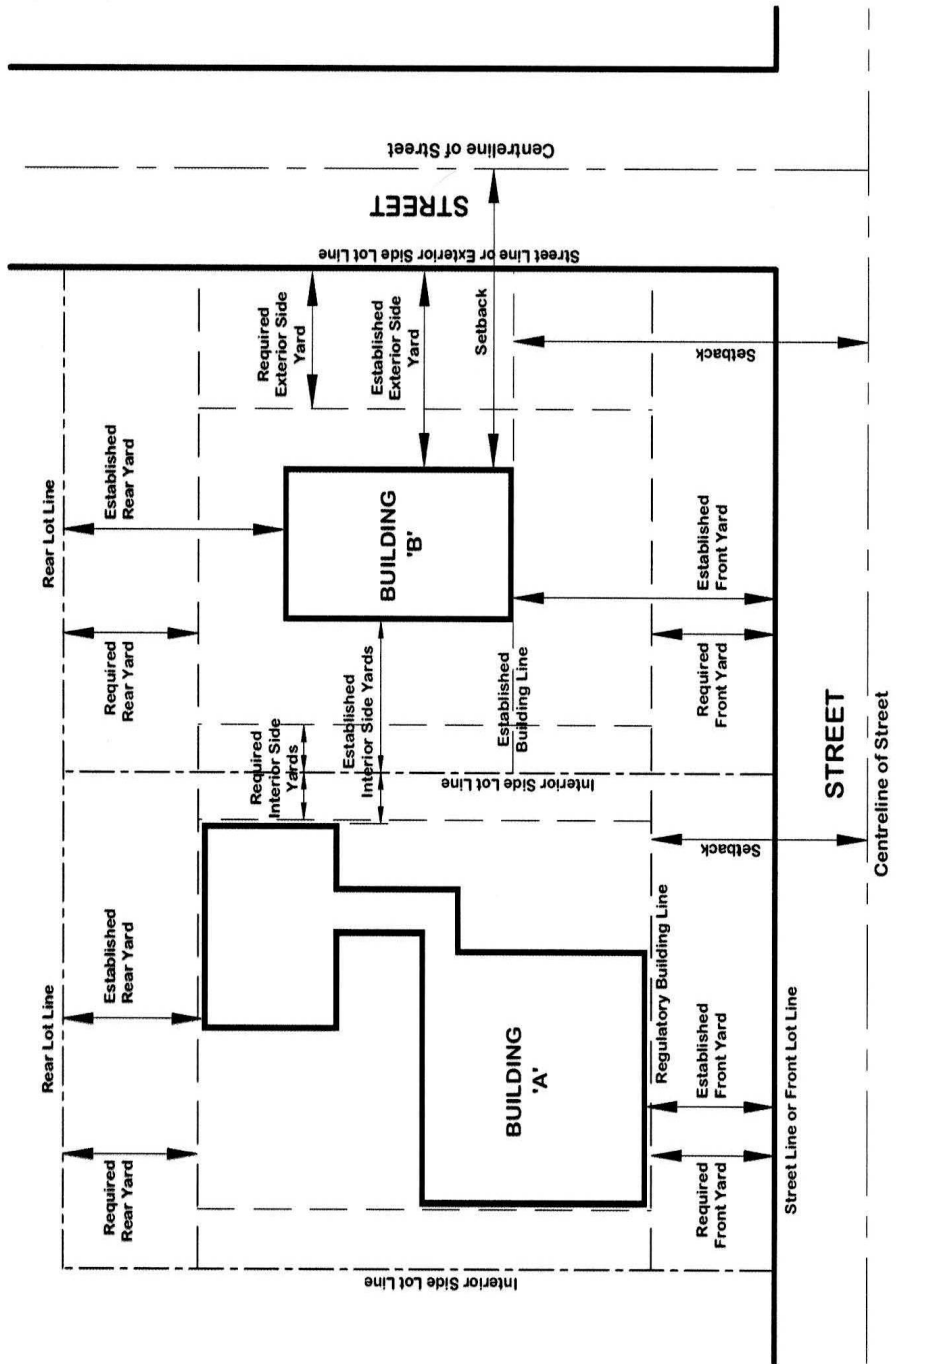 Centreline of Street
STREET
Street Line or Exterior Side Lot Line
Required
Exterior Side
Yard
Established
Exterior Side
Yard
Setback
Setback
Rear Lot Line
Established
Rear Yard
BUILDING
'B'
Established
Front Yard
Required
Rear Yard
Required
Interior Side
Yards
Established
Interior Side Yards
Established
Building Line
Required
Front Yard
Interior Side Lot Line
STREET
Centreline of Street
Setback
Rear Lot Line
Established
Rear Yard
Regulatory Building Line
BUILDING
'A'
Established
Front Yard
Street Line or Front Lot Line
Required
Rear Yard
Required
Front Yard
Interior Side Lot Line